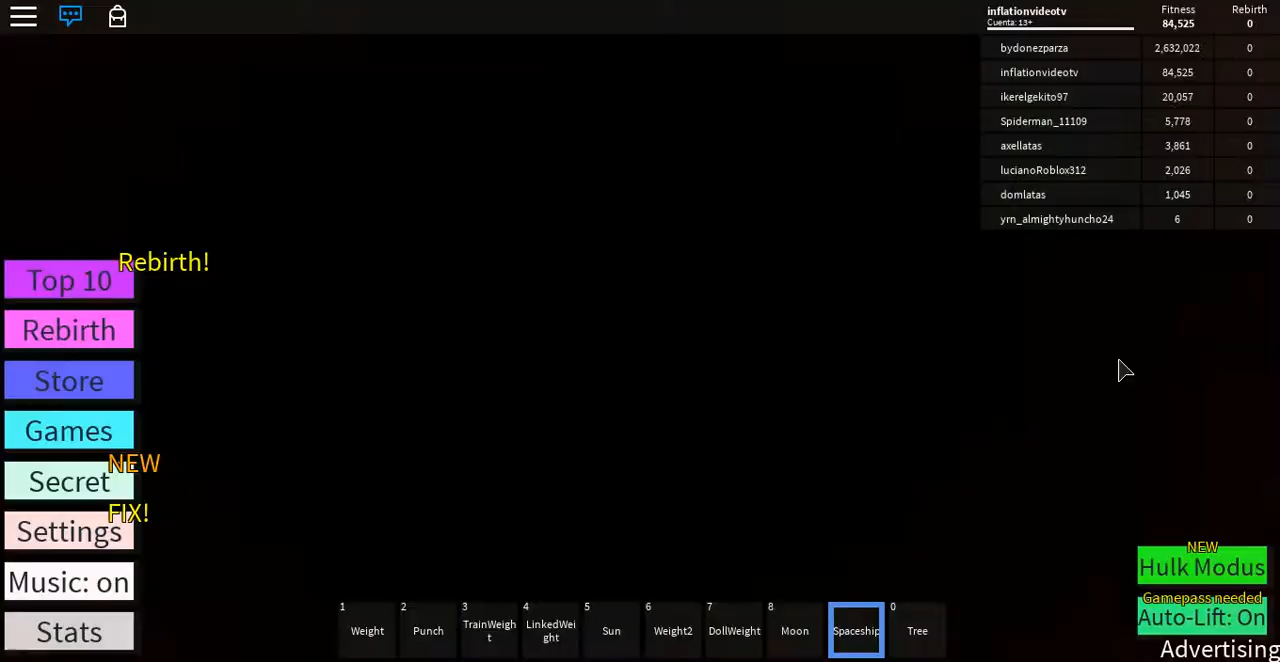 inflationvideotv Fitness Rebirth
Cuenta: 13+ 84,525 0
bydonezparza 2,632,022 0
inflationvideotv 84,525 0
ikerelgekito97 20,057 0
Spiderman_11109 5,778 0
axellatas 3,861 0
lucianoRoblox312 2,026 0
domlatas 1,045 0
yrn_almightyhuncho24 6 0
Rebirth!
Top 10
Rebirth
Store
Games
NEW
Secret
FIX!
Settings
Music: on
Stats
NEW
Hulk Modus
Gamepass needed
Auto-Lift: On
Advertising
1 Weight
2 Punch
3 TrainWeigh
t
4 LinkedWei
ght
5 Sun
6 Weight2
7 DollWeight
8 Moon
Spaceship
0 Tree